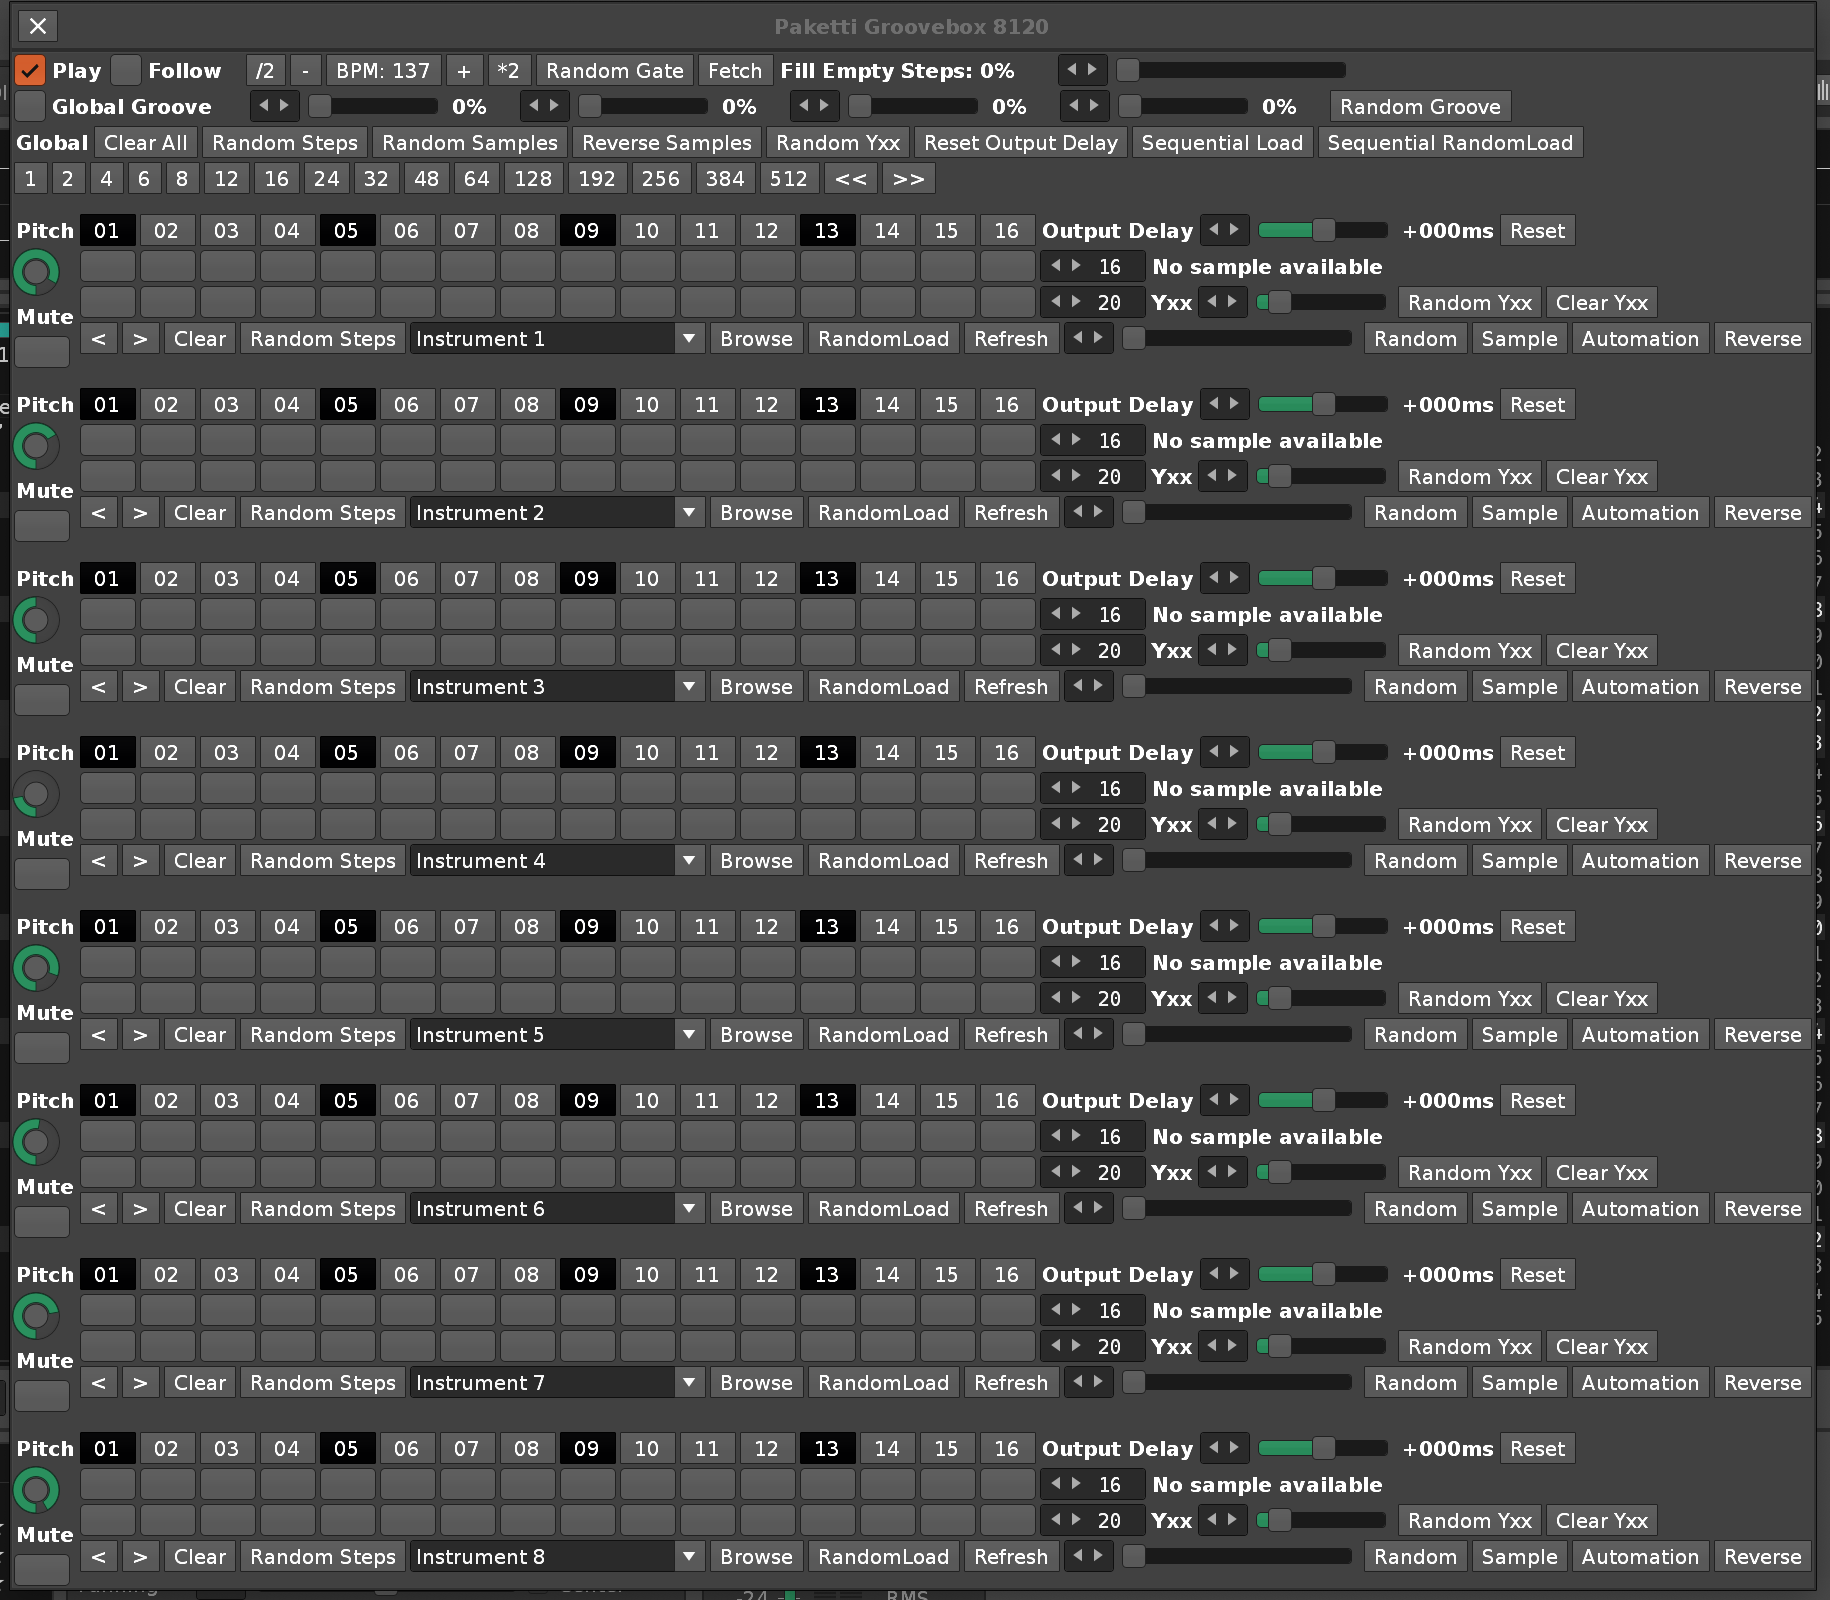 Paketti Groovebox 8120
Play Follow /2 - BPM: 137 + *2 Random Gate Fetch Fill Empty Steps: 0%
Global Groove 0% 0% 0% 0% Random Groove
Global Clear All Random Steps Random Samples Reverse Samples Random Yxx Reset Output Delay Sequential Load Sequential RandomLoad
1 2 4 6 8 12 16 24 32 48 64 128 192 256 384 512 << >>
Pitch 01 02 03 04 05 06 07 08 09 10 11 12 13 14 15 16 Output Delay +000ms Reset
16 No sample available
20 Yxx Random Yxx Clear Yxx
Mute
< > Clear Random Steps Instrument 1 Browse RandomLoad Refresh Random Sample Automation Reverse
Pitch 01 02 03 04 05 06 07 08 09 10 11 12 13 14 15 16 Output Delay +000ms Reset
16 No sample available
20 Yxx Random Yxx Clear Yxx
Mute
< > Clear Random Steps Instrument 2 Browse RandomLoad Refresh Random Sample Automation Reverse
Pitch 01 02 03 04 05 06 07 08 09 10 11 12 13 14 15 16 Output Delay +000ms Reset
16 No sample available
20 Yxx Random Yxx Clear Yxx
Mute
< > Clear Random Steps Instrument 3 Browse RandomLoad Refresh Random Sample Automation Reverse
Pitch 01 02 03 04 05 06 07 08 09 10 11 12 13 14 15 16 Output Delay +000ms Reset
16 No sample available
20 Yxx Random Yxx Clear Yxx
Mute
< > Clear Random Steps Instrument 4 Browse RandomLoad Refresh Random Sample Automation Reverse
Pitch 01 02 03 04 05 06 07 08 09 10 11 12 13 14 15 16 Output Delay +000ms Reset
16 No sample available
20 Yxx Random Yxx Clear Yxx
Mute
< > Clear Random Steps Instrument 5 Browse RandomLoad Refresh Random Sample Automation Reverse
Pitch 01 02 03 04 05 06 07 08 09 10 11 12 13 14 15 16 Output Delay +000ms Reset
16 No sample available
20 Yxx Random Yxx Clear Yxx
Mute
< > Clear Random Steps Instrument 6 Browse RandomLoad Refresh Random Sample Automation Reverse
Pitch 01 02 03 04 05 06 07 08 09 10 11 12 13 14 15 16 Output Delay +000ms Reset
16 No sample available
20 Yxx Random Yxx Clear Yxx
Mute
< > Clear Random Steps Instrument 7 Browse RandomLoad Refresh Random Sample Automation Reverse
Pitch 01 02 03 04 05 06 07 08 09 10 11 12 13 14 15 16 Output Delay +000ms Reset
16 No sample available
20 Yxx Random Yxx Clear Yxx
Mute
< > Clear Random Steps Instrument 8 Browse RandomLoad Refresh Random Sample Automation Reverse
-24 RMS